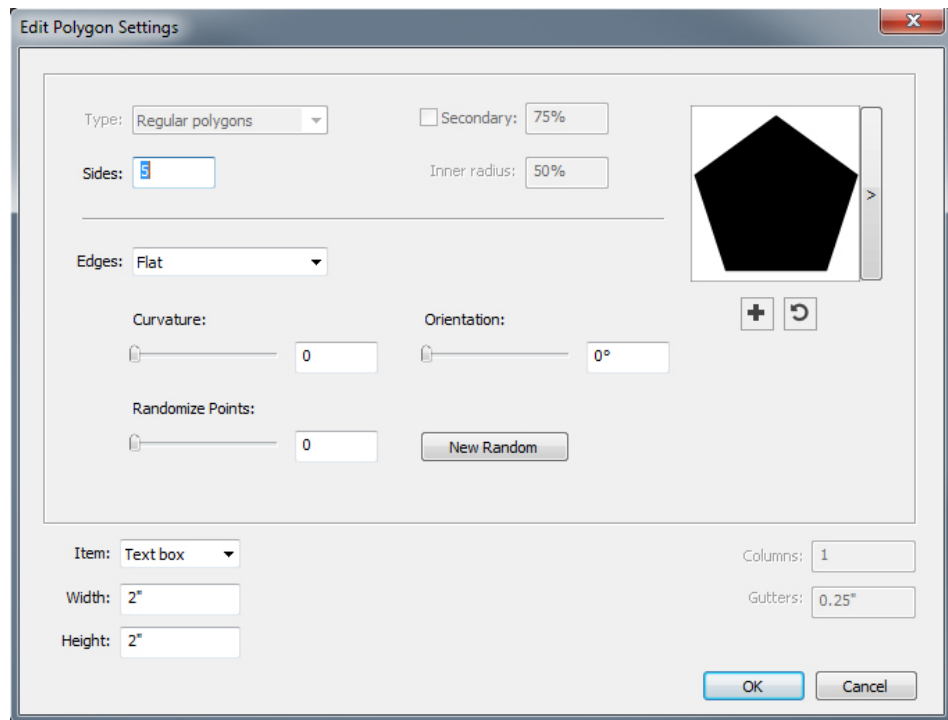 Edit Polygon Settings
X
Type: Regular polygons
Secondary: 75%
Sides: 5
Inner radius: 50%
>
Edges: Flat
Curvature:
Orientation:
0
0°
Randomize Points:
0
New Random
Item: Text box
Columns: 1
Width: 2"
Gutters: 0.25"
Height: 2"
OK
Cancel